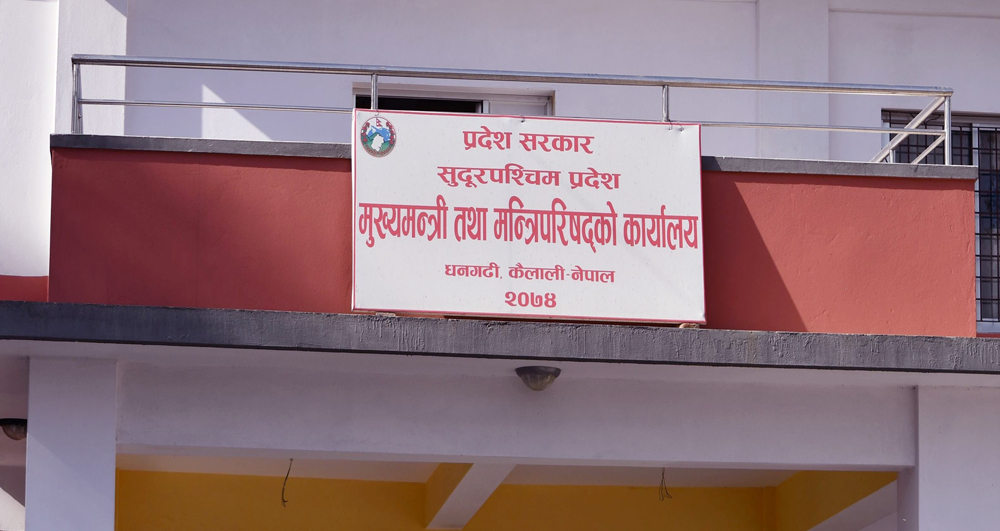 प्रदेश सरकार
सुदूरपश्चिम प्रदेश
मुख्यमन्त्री तथा मन्त्रिपरिषद्को कार्यालय
धनगढी, कैलाली-नेपाल
२०७४